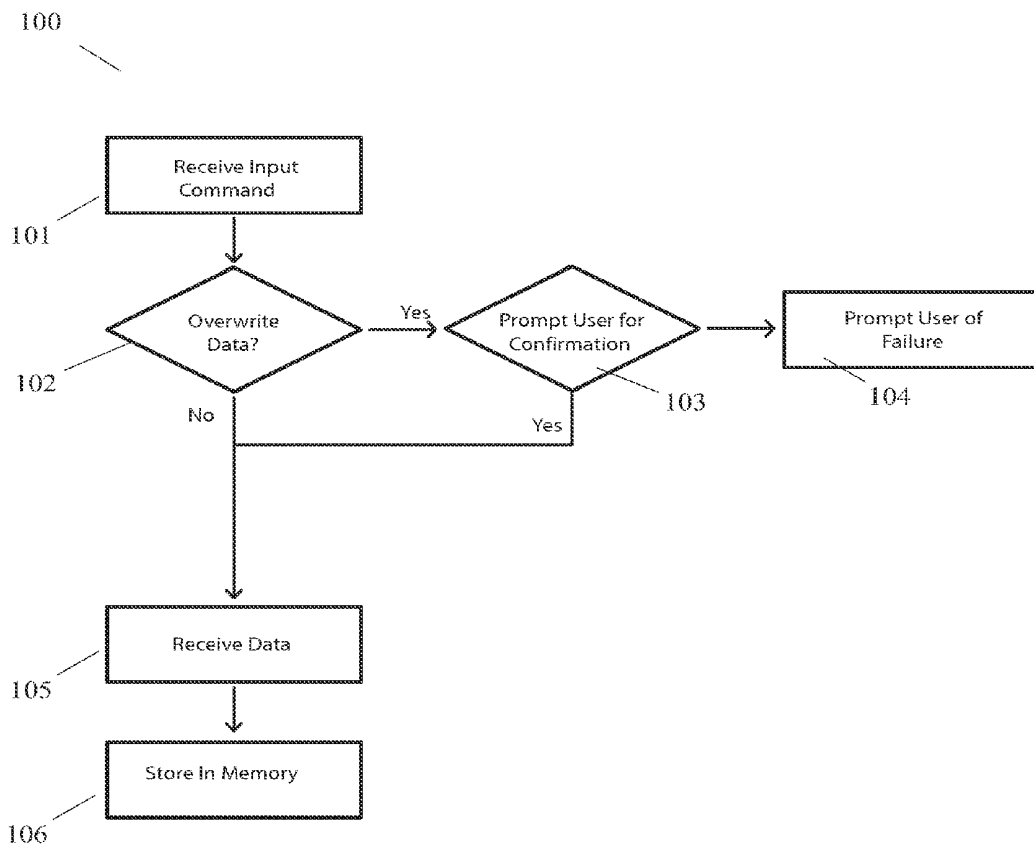 100
Receive Input
Command
101
Overwrite
Data?
102
Yes
Prompt User for
Confirmation
103
Prompt User of
Failure
104
No
Yes
Receive Data
105
Store In Memory
106